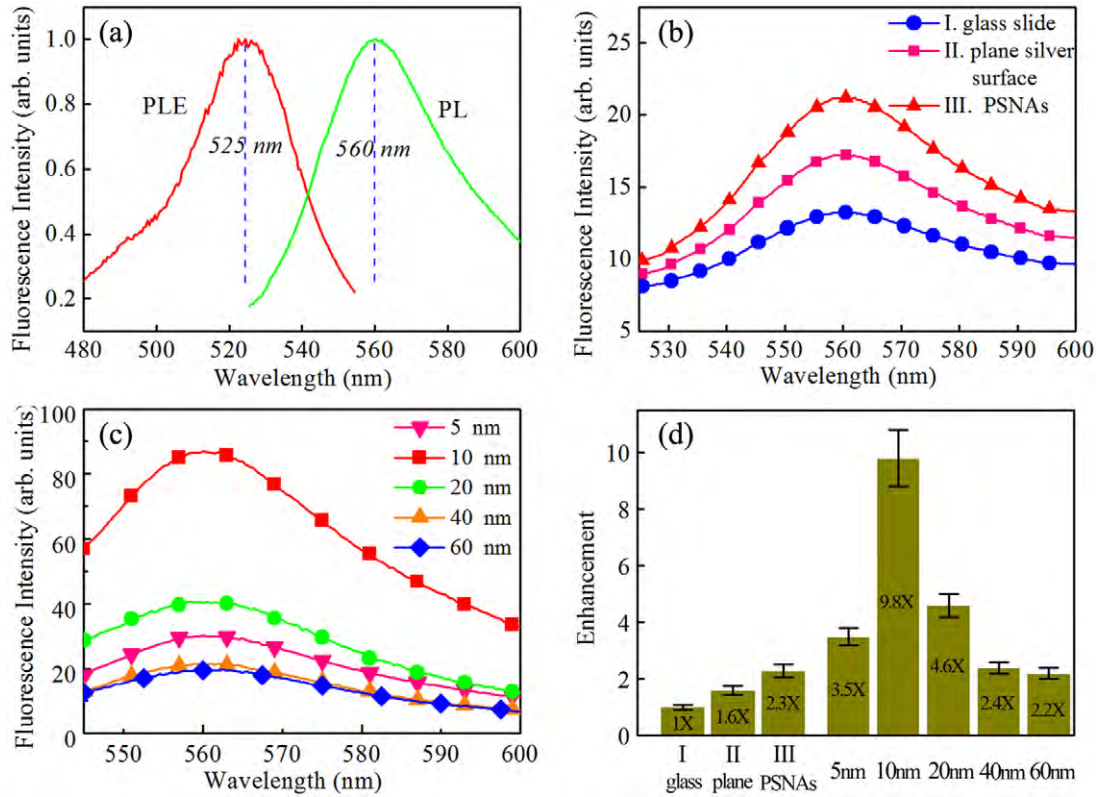 (a)
PLE
PL
525 nm
560 nm
Fluorescence Intensity (arb. units)
1.0
0.8
0.6
0.4
0.2
480 500 520 540 560 580 600
Wavelength (nm)
(b)
I. glass slide
II. plane silver
surface
III. PSNAs
Fluorescence Intensity (arb. units)
25
20
15
10
5
530 540 550 560 570 580 590 600
Wavelength (nm)
(c)
5 nm
10 nm
20 nm
40 nm
60 nm
Fluorescence Intensity (arb. units)
100
80
60
40
20
0
550 560 570 580 590 600
Wavelength (nm)
(d)
Enhancement
10
8
6
4
2
0
1X
1.6X
2.3X
3.5X
9.8X
4.6X
2.4X
2.2X
I II III
glass plane PSNAs 5nm 10nm 20nm 40nm 60nm